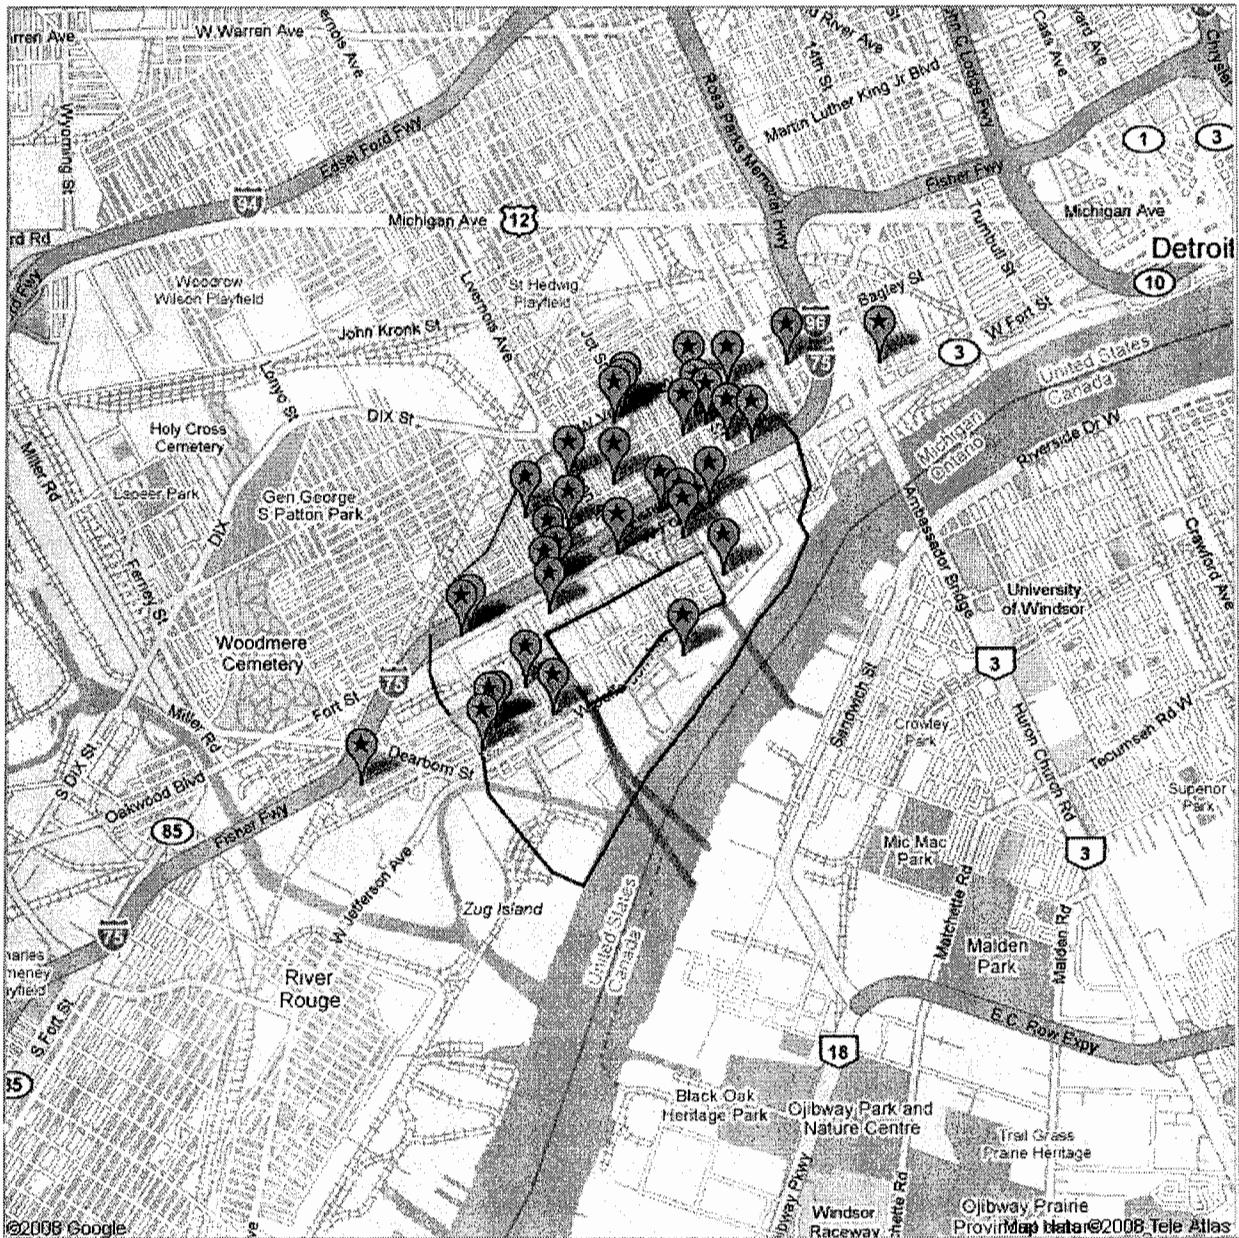 W Warren Ave
Cass Ave
14th St
Martin Luther King Jr Blvd
Chrysler
Wyoming St
Rosa Parks Memorial Hwy
Edsel Ford Fwy
1
3
94
Fisher Fwy
Michigan Ave
12
Trumbull St
Michigan Ave
rd Rd
Detroit
Woodrow
Wilson Playfield
St Hedwig
Playfield
Bagley St
10
Livernois Ave
W Fort St
John Kronk St
96
3
75
United States
Canada
Lonyo St
DIX St
Holy Cross
Cemetery
Michigan
Ontario
Riverside Dr W
Miller Rd
Lapeer Park
Gen George
S Patton Park
DIX
Ambassador Bridge
Crawford Ave
Ferney St
University
of Windsor
Woodmere
Cemetery
3
75
Fort St
Miller Rd
Sandwich St
Crowley
Park
Huron Church Rd
Tecumseh Rd W
S DIX St
Dearborn St
Oakwood Blvd
Superior
Park
85
Fisher Fwy
Mic Mac
Park
3
W Jefferson Ave
Zug Island
Matchette Rd
Malden Rd
United States
Canada
75
Malden
Park
River
Rouge
S Fort St
E.C. Row Expy
18
85
Black Oak
Heritage Park
Ojibway Park and
Nature Centre
Tall Grass
Prairie Heritage
Windsor
Raceway
Ojibway Prairie
©2008 Google
Map data ©2008 Tele Atlas